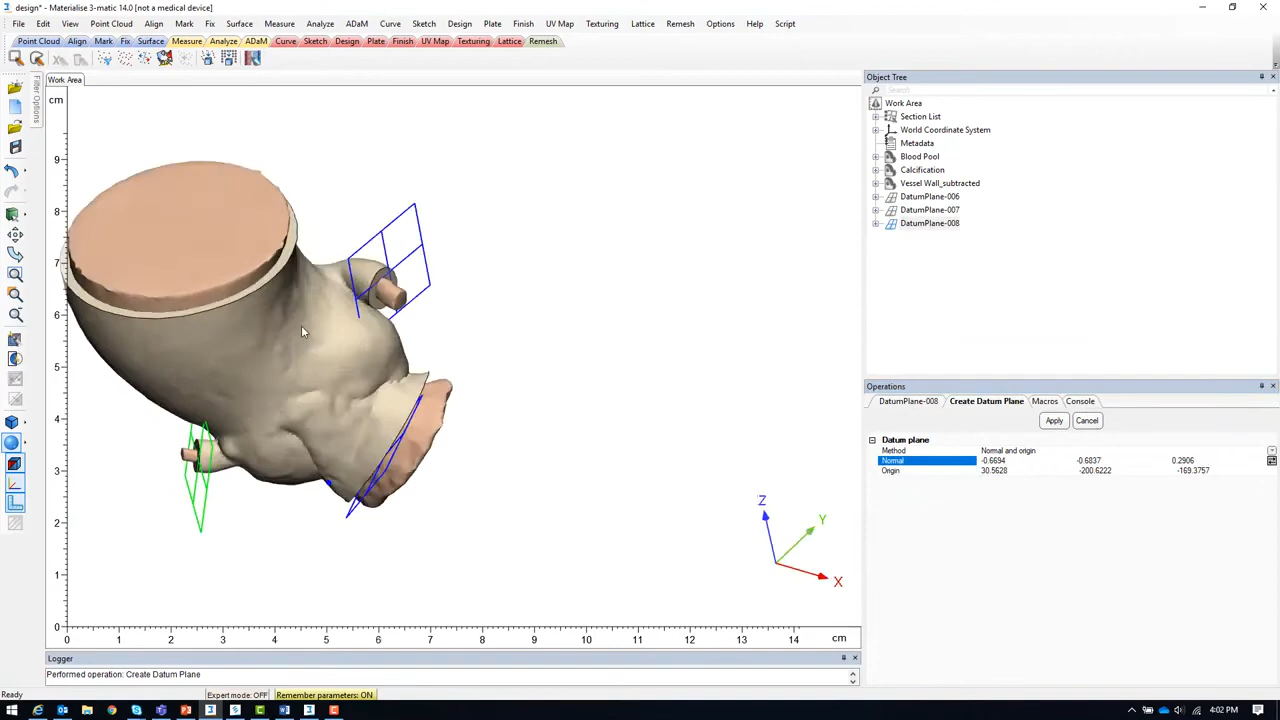 design* - Materialise 3-matic 14.0 [not a medical device]
File Edit View Point Cloud Align Mark Fix Surface Measure Analyze ADaM Curve Sketch Design Plate Finish UV Map Texturing Lattice Remesh Options Help Script
Point Cloud Align Mark Fix Surface Measure Analyze ADaM Curve Sketch Design Plate Finish UV Map Texturing Lattice Remesh
Filter Options
Work Area
cm
9
8
7
6
5
4
3
2
1
0
0 1 2 3 4 5 6 7 8 9 10 11 12 13 14 cm
Z
Y
X
Object Tree
Search
Work Area
Section List
World Coordinate System
Metadata
Blood Pool
Calcification
Vessel Wall_subtracted
DatumPlane-006
DatumPlane-007
DatumPlane-008
Operations
DatumPlane-008 Create Datum Plane Macros Console
Apply Cancel
Datum plane
Method Normal and origin
Normal -0.6694 -0.6837 0.2906
Origin 30.5628 -200.6222 -169.3757
Logger
Performed operation: Create Datum Plane
Ready Expert mode: OFF Remember parameters: ON
4:02 PM